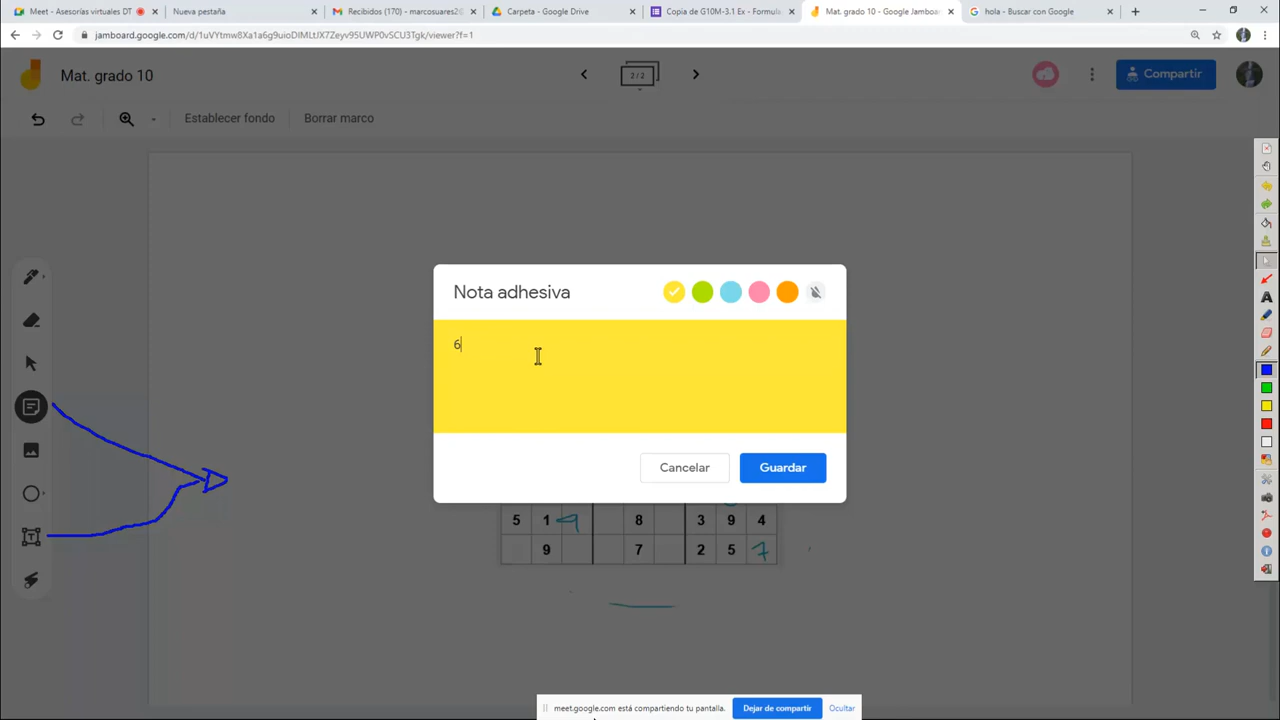 Meet - Asesorías virtuales DT
Nueva pestaña
Recibidos (170) - marcosuares2
Carpeta - Google Drive
Copia de G10M-3.1 Ex - Formula
Mat. grado 10 - Google Jamboar
hola - Buscar con Google
jamboard.google.com/d/1uVYtmw8Xa1a6g9uioDlMLtJX7Zeyv95UWP0vSCU3Tgk/viewer?f=1
Mat. grado 10
2 / 2
Compartir
Establecer fondo
Borrar marco
Nota adhesiva
6
Cancelar
Guardar
5 1 9 8 3 9 4
9 7 2 5 7
meet.google.com está compartiendo tu pantalla.
Dejar de compartir
Ocultar